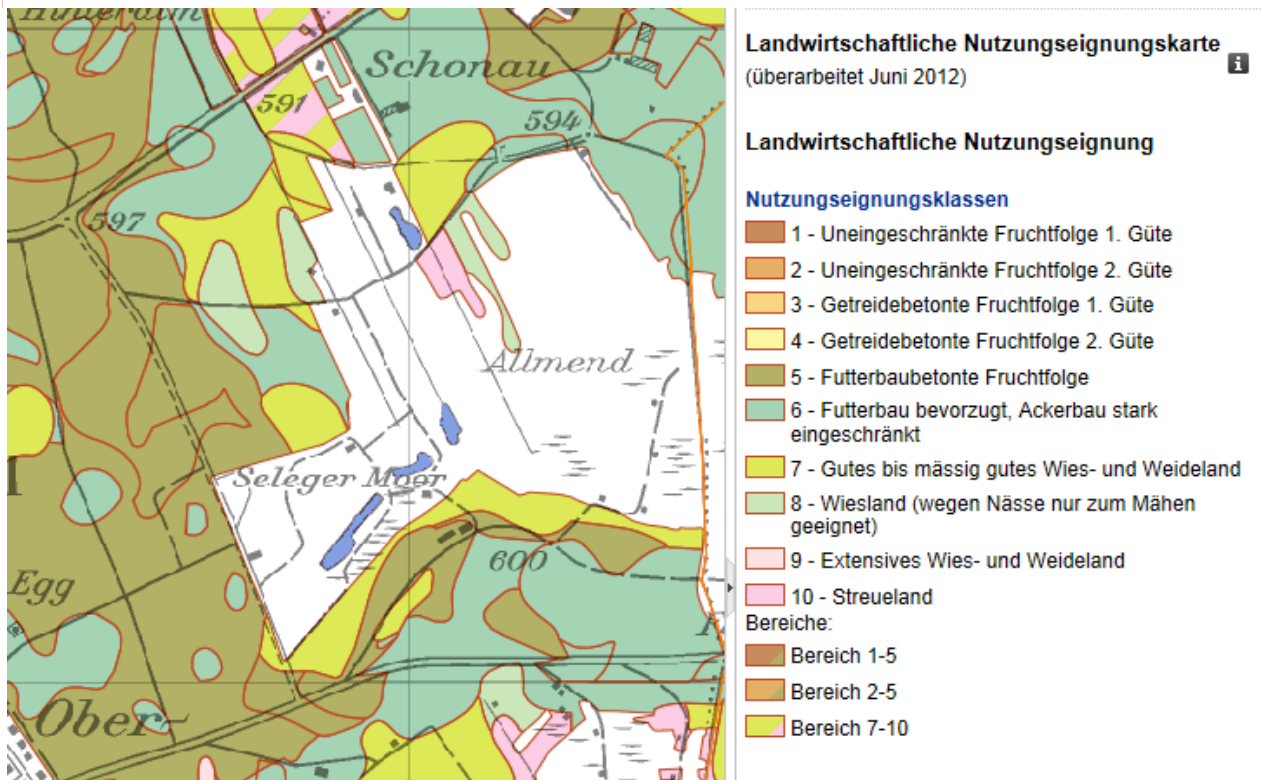 Schonau
591
594
597
Allmend
Seleger Moor
600
Egg
Ober-
Landwirtschaftliche Nutzungseignungskarte
(überarbeitet Juni 2012)
i
Landwirtschaftliche Nutzungseignung
Nutzungseignungsklassen
1 - Uneingeschränkte Fruchtfolge 1. Güte
2 - Uneingeschränkte Fruchtfolge 2. Güte
3 - Getreidebetonte Fruchtfolge 1. Güte
4 - Getreidebetonte Fruchtfolge 2. Güte
5 - Futterbaubetonte Fruchtfolge
6 - Futterbau bevorzugt, Ackerbau stark
eingeschränkt
7 - Gutes bis mässig gutes Wies- und Weideland
8 - Wiesland (wegen Nässe nur zum Mähen
geeignet)
9 - Extensives Wies- und Weideland
10 - Streueland
Bereiche:
Bereich 1-5
Bereich 2-5
Bereich 7-10